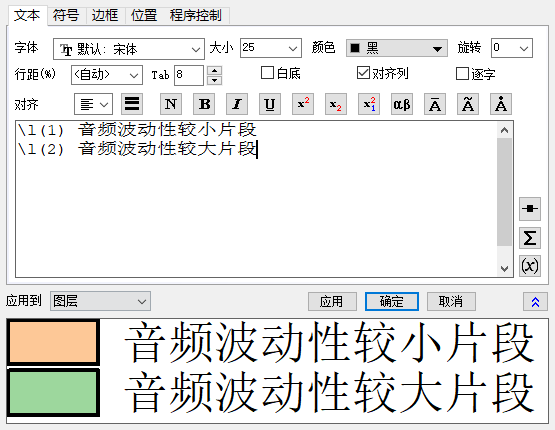 文本 符号 边框 位置 程序控制
字体 默认: 宋体 大小 25 颜色 黑 旋转 0
行距(%) <自动> Tab 8 白底 对齐列 逐字
对齐 N B I U x² x₂ x²₁ αβ Ā Ã Ȧ
\l(1) 音频波动性较小片段
\l(2) 音频波动性较大片段
Σ
(x)
应用到 图层 应用 确定 取消
音频波动性较小片段
音频波动性较大片段